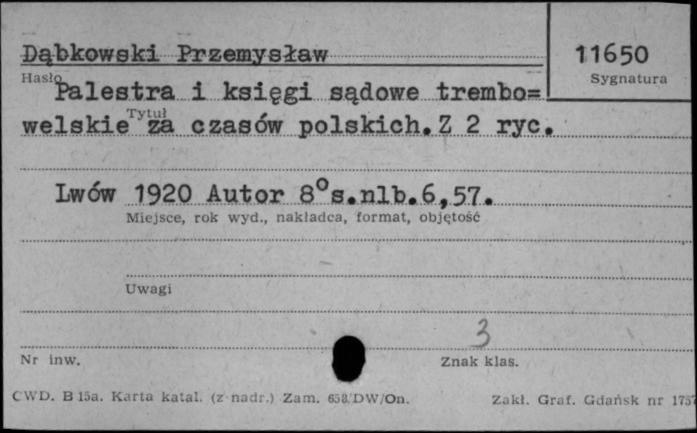 Dąbkowski Przemysław
11650
Hasło
Sygnatura
Palestra i księgi sądowe trembo=
Tytuł
welskie za czasów polskich. Z 2 ryc.
Lwów 1920 Autor 8° s.nlb.6,57.
Miejsce, rok wyd., nakładca, format, objętość
Uwagi
3
Nr inw.
Znak klas.
CWD. B 15a. Karta katal. (z nadr.) Zam. 658/DW/On.
Zakł. Graf. Gdańsk nr